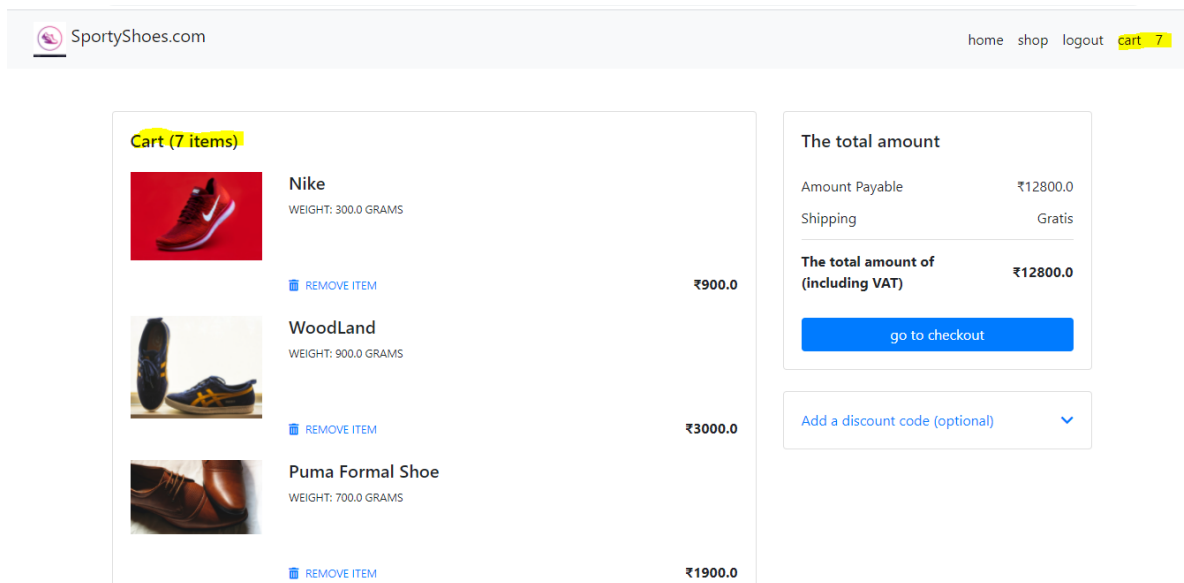 SportyShoes.com
home shop logout cart 7
Cart (7 items)
Nike
WEIGHT: 300.0 GRAMS
REMOVE ITEM ₹900.0
WoodLand
WEIGHT: 900.0 GRAMS
REMOVE ITEM ₹3000.0
Puma Formal Shoe
WEIGHT: 700.0 GRAMS
REMOVE ITEM ₹1900.0
The total amount
Amount Payable ₹12800.0
Shipping Gratis
The total amount of
(including VAT) ₹12800.0
go to checkout
Add a discount code (optional)